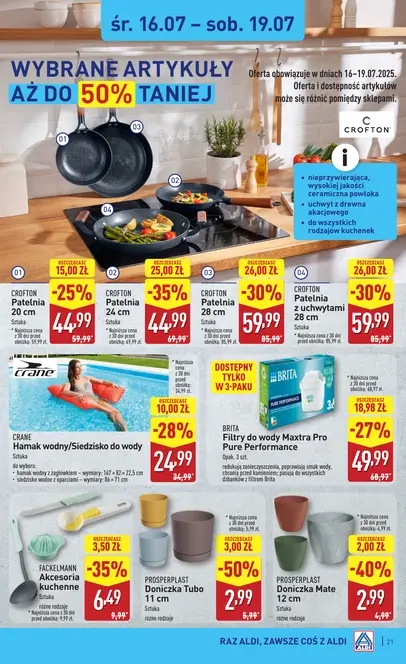 śr. 16.07 – sob. 19.07
WYBRANE ARTYKUŁY
AŻ DO 50% TANIEJ
Oferta obowiązuje w dniach 16–19.07.2025.
Oferta i dostępność artykułów
może się różnić pomiędzy sklepami.
CROFTON
i
• nieprzywierająca,
wysokiej jakości
ceramiczna powłoka
• uchwyt z drewna
akacjowego
• do wszystkich
rodzajów kuchenek
01
03
02
04
01
OSZCZĘDZASZ
15,00 ZŁ
CROFTON
Patelnia
20 cm
Sztuka
* Najniższa cena
z 30 dni przed
obniżką: 59,99 zł.
-25%
44,99
59,99*
02
OSZCZĘDZASZ
25,00 ZŁ
CROFTON
Patelnia
24 cm
Sztuka
* Najniższa cena
z 30 dni przed
obniżką: 69,99 zł.
-35%
44,99
69,99*
03
OSZCZĘDZASZ
26,00 ZŁ
CROFTON
Patelnia
28 cm
Sztuka
* Najniższa cena
z 30 dni przed
obniżką: 85,99 zł.
-30%
59,99
85,99*
04
OSZCZĘDZASZ
26,00 ZŁ
CROFTON
Patelnia
z uchwytami
28 cm
Sztuka
* Najniższa cena
z 30 dni przed
obniżką: 85,99 zł.
-30%
59,99
85,99*
crane
* Najniższa
cena z 30 dni
przed obniżką:
OSZCZĘDZASZ
10,00 ZŁ
CRANE
Hamak wodny/Siedzisko do wody
Sztuka
do wyboru:
• hamak wodny z zagłówkiem – wymiary: 167 × 82 × 22,5 cm
• siedzisko wodne z oparciami – wymiary: 86 × 71 cm
-28%
24,99
34,99*
DOSTĘPNY
TYLKO
W 3-PAKU
BRITA
PURE PERFORMANCE
* Najniższa
cena z 30 dni
przed obniżką:
68,97 zł.
OSZCZĘDZASZ
18,98 ZŁ
BRITA
Filtry do wody Maxtra Pro
Pure Performance
Opak. 3 szt.
redukują zanieczyszczenia, poprawiają smak wody,
chronią przed kamieniem; pasują do wszystkich
dzbanków z filtrem Brita
-27%
49,99
68,97*
OSZCZĘDZASZ
3,50 ZŁ
FACKELMANN
Akcesoria
kuchenne
Sztuka
różne rodzaje
* Najniższa cena z 30 dni
przed obniżką: 9,99 zł.
-35%
6,49
9,99*
* Najniższa
cena z 30 dni
przed
obniżką:
5,99 zł.
OSZCZĘDZASZ
3,00 ZŁ
PROSPERPLAST
Doniczka Tubo
11 cm
Sztuka
różne rodzaje
-50%
2,99
5,99*
* Najniższa
cena z 30 dni
przed
obniżką:
4,99 zł.
OSZCZĘDZASZ
2,00 ZŁ
PROSPERPLAST
Doniczka Mate
12 cm
Sztuka
różne rodzaje
-40%
2,99
4,99*
RAZ ALDI, ZAWSZE COŚ Z ALDI
ALDI
21